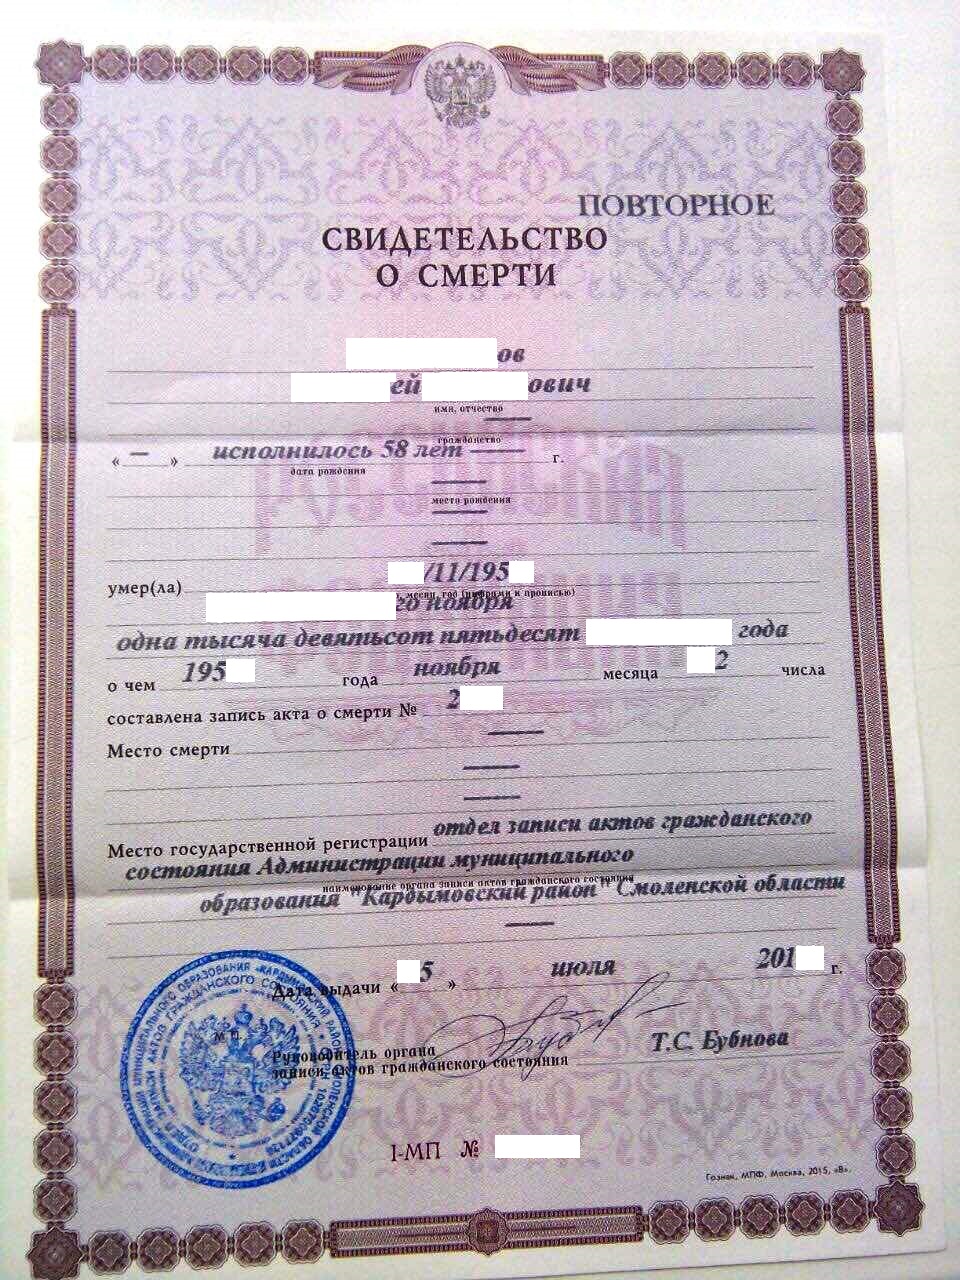 ПОВТОРНОЕ
СВИДЕТЕЛЬСТВО
О СМЕРТИ
ов
ей ович
имя, отчество
гражданство
« — » исполнилось 58 лет г.
дата рождения
место рождения
умер(ла) /11/195
месяц, год (цифрами и прописью)
го ноября
одна тысяча девятьсот пятьдесят года
о чем 195 года ноября месяца 2 числа
составлена запись акта о смерти № 2
Место смерти
Место государственной регистрации отдел записи актов гражданского
состояния Администрации муниципального
наименование органа записи актов гражданского состояния
образования "Кардымовский район" Смоленской области
Дата выдачи « 5 » июля 201 г.
М.П.
Руководитель органа
записи актов гражданского состояния
Т.С. Бубнова
I-МП №
Гознак, МПФ, Москва, 2015, «В».